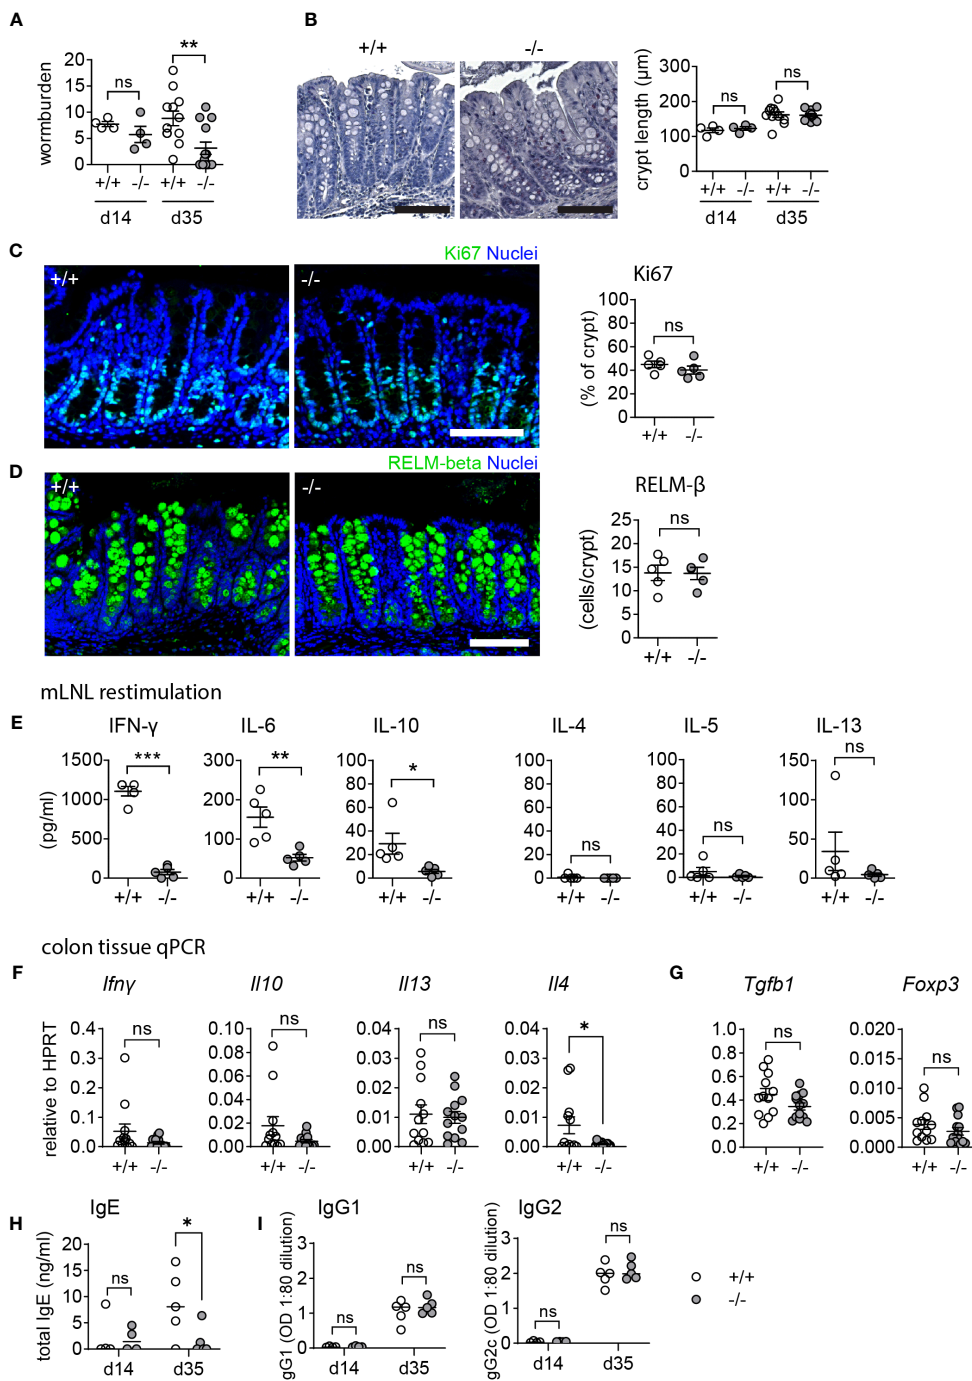 A
wormburden
20
15
10
5
0
ns
**
+/+ -/- +/+ -/-
d14 d35
B
+/+ -/-
crypt length (μm)
300
200
100
0
ns
ns
+/+ -/- +/+ -/-
d14 d35
C
Ki67 Nuclei
+/+
-/-
Ki67
(% of crypt)
100
80
60
40
20
0
ns
+/+ -/-
D
RELM-beta Nuclei
+/+
-/-
RELM-β
(cells/crypt)
25
20
15
10
5
0
ns
+/+ -/-
mLNL restimulation
E
IFN-γ
(pg/ml)
1500
1000
500
0
***
+/+ -/-
IL-6
300
200
100
0
**
+/+ -/-
IL-10
100
80
60
40
20
0
*
+/+ -/-
IL-4
100
80
60
40
20
0
ns
+/+ -/-
IL-5
100
80
60
40
20
0
ns
+/+ -/-
IL-13
150
100
50
0
ns
+/+ -/-
colon tissue qPCR
F
Ifnγ
relative to HPRT
0.4
0.3
0.2
0.1
0.0
ns
+/+ -/-
Il10
0.10
0.08
0.06
0.04
0.02
0.00
ns
+/+ -/-
Il13
0.04
0.03
0.02
0.01
0.00
ns
+/+ -/-
Il4
0.04
0.03
0.02
0.01
0.00
*
+/+ -/-
G
Tgfb1
1.0
0.8
0.6
0.4
0.2
0.0
ns
+/+ -/-
Foxp3
0.020
0.015
0.010
0.005
0.000
ns
+/+ -/-
H
IgE
total IgE (ng/ml)
20
15
10
5
0
ns
*
d14 d35
I
IgG1
gG1 (OD 1:80 dilution)
3
2
1
0
ns
ns
d14 d35
IgG2
gG2c (OD 1:80 dilution)
3
2
1
0
ns
ns
d14 d35
+/+
-/-